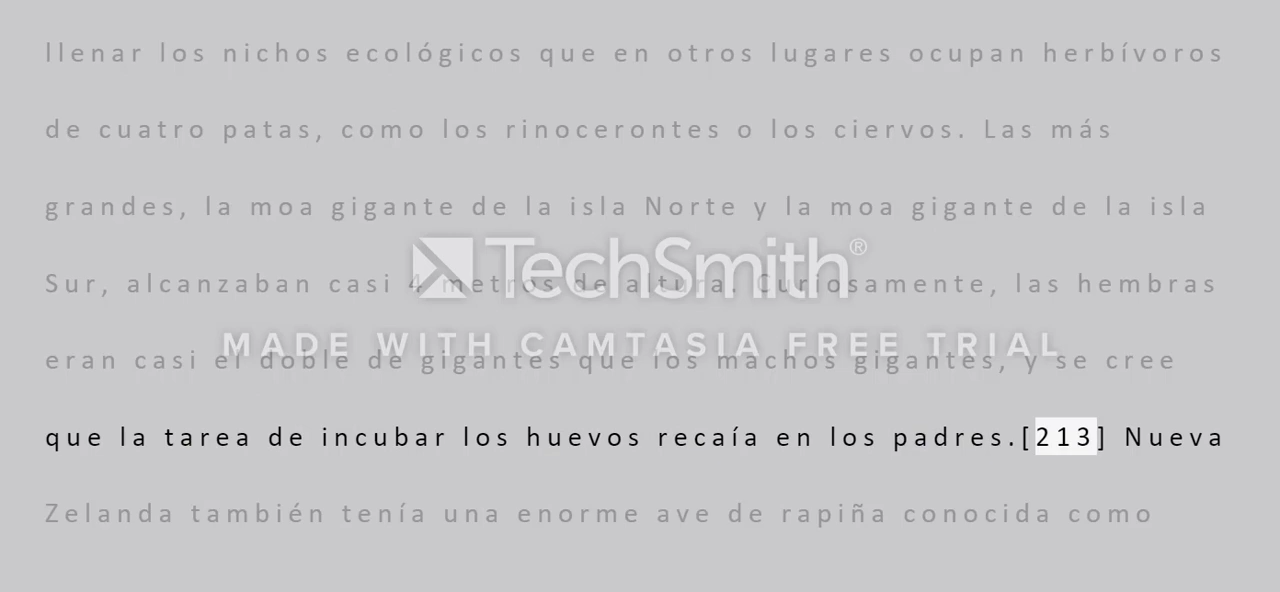 llenar los nichos ecológicos que en otros lugares ocupan herbívoros
de cuatro patas, como los rinocerontes o los ciervos. Las más
grandes, la moa gigante de la isla Norte y la moa gigante de la isla
TechSmith®
Sur, alcanzaban casi 4 metros de altura. Curiosamente, las hembras
MADE WITH CAMTASIA FREE TRIAL
eran casi el doble de gigantes que los machos gigantes, y se cree
que la tarea de incubar los huevos recaía en los padres.[213] Nueva
Zelanda también tenía una enorme ave de rapiña conocida como